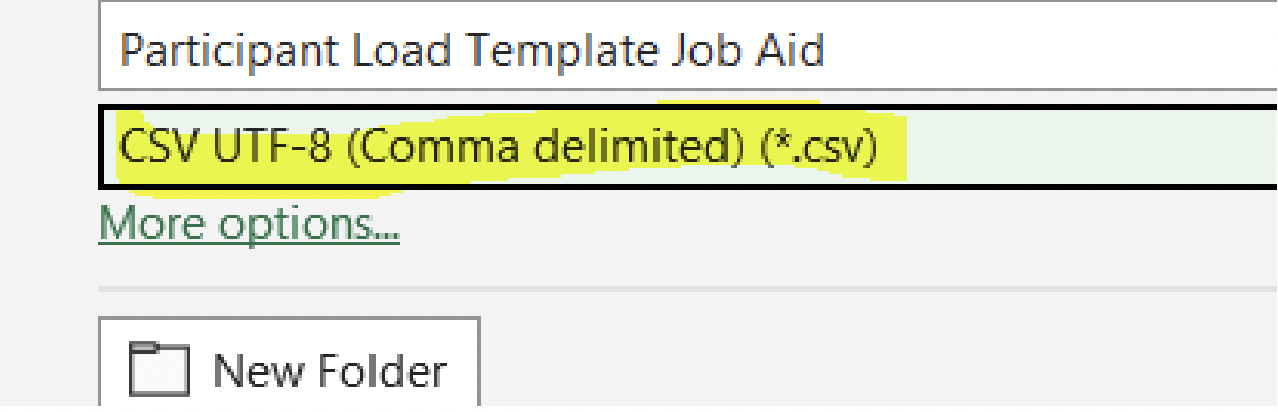 Participant Load Template Job Aid
CSV UTF-8 (Comma delimited) (*.csv)
More options...
New Folder